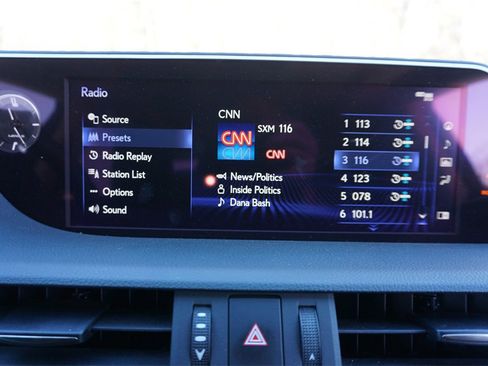 Radio
Source
Presets
Radio Replay
Station List
Options
Sound
CNN
SXM 116
CNN
CNN
News/Politics
Inside Politics
Dana Bash
1 113
2 114
3 116
4 123
5 078
6 101.1